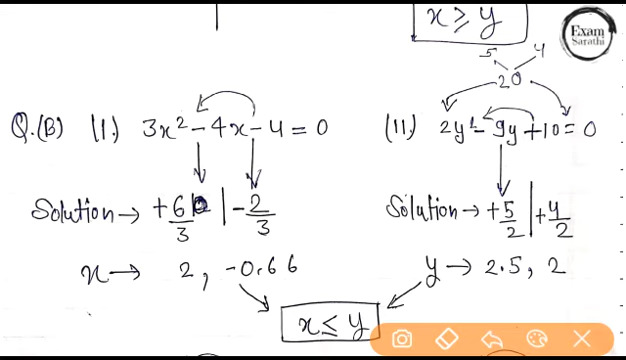 x ≥ y
Exam
Sarathi
5 4
20
Q.(B) (I.) 3x² - 4x - 4 = 0 (II.) 2y² - 9y + 10 = 0
Solution → +6/3 | -2/3 Solution → +5/2 | +4/2
x → 2, -0.66 y → 2.5, 2
x ≤ y